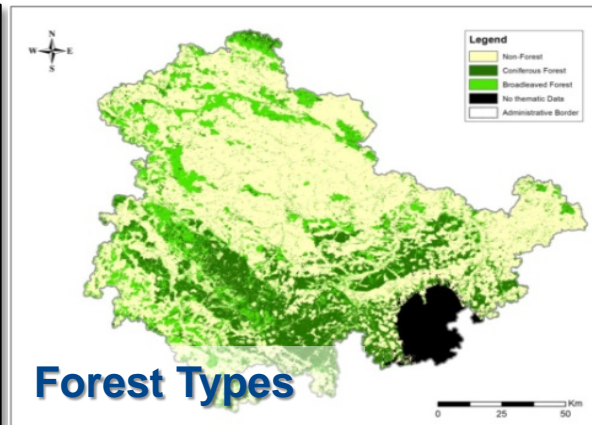 N
W E
S
Legend
Non-Forest
Coniferous Forest
Broadleaved Forest
No thematic Data
Administrative Border
Forest Types
Km
0 25 50